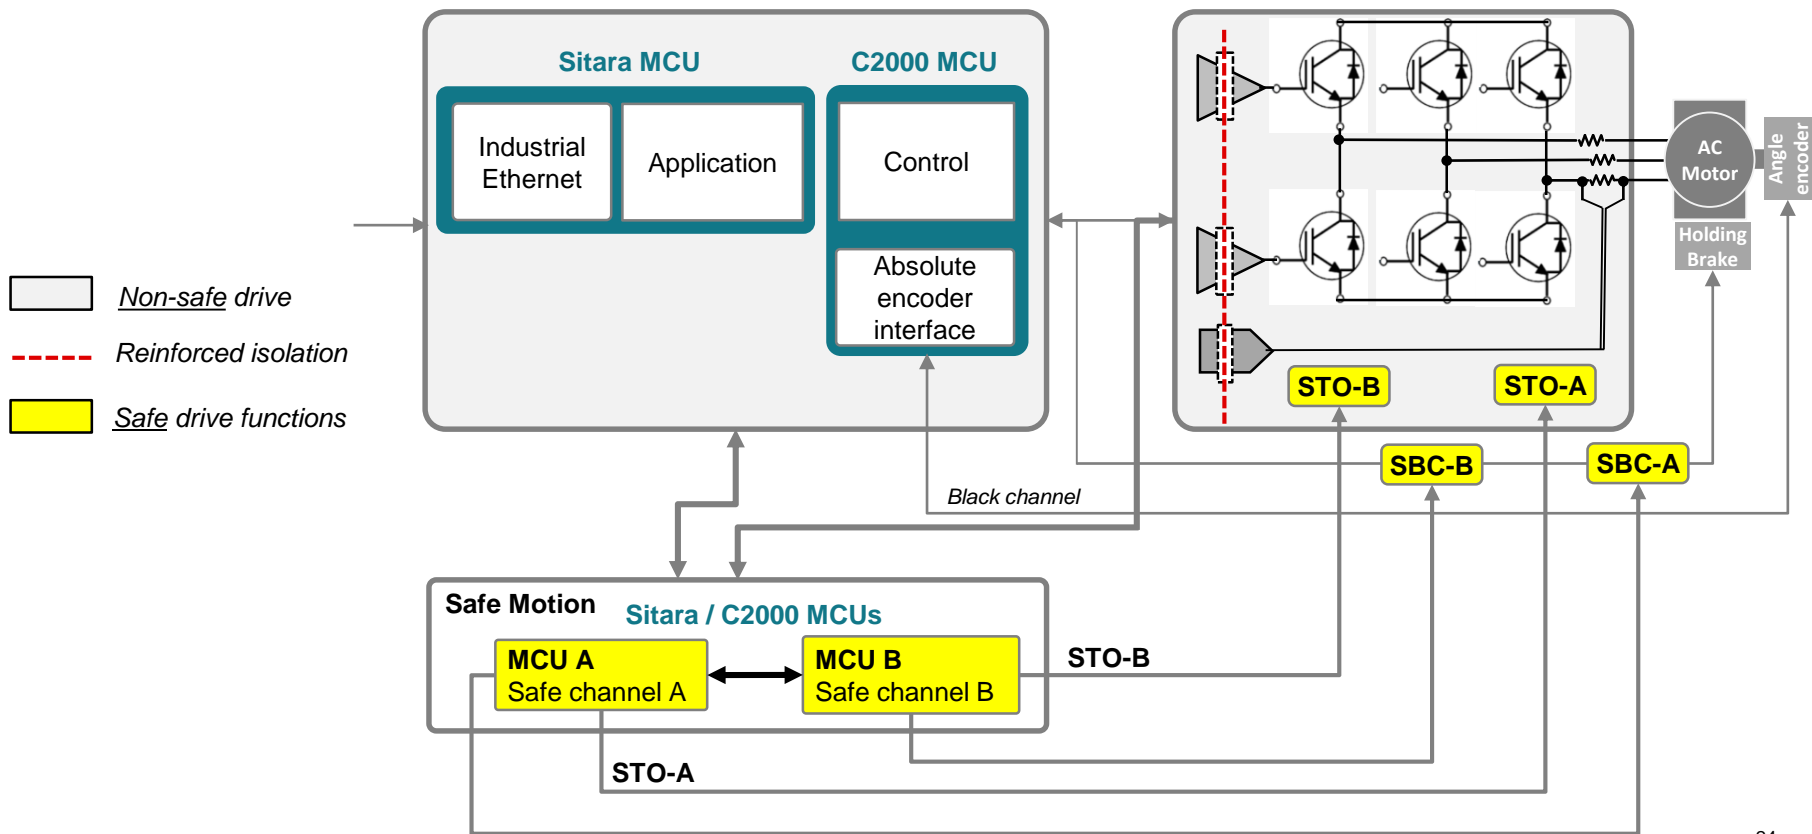 Sitara MCU
C2000 MCU
Industrial
Ethernet
Application
Control
Absolute
encoder
interface
AC
Motor
Angle
encoder
Holding
Brake
Non-safe drive
Reinforced isolation
Safe drive functions
STO-B
STO-A
SBC-B
SBC-A
Black channel
Safe Motion
Sitara / C2000 MCUs
MCU A
Safe channel A
MCU B
Safe channel B
STO-B
STO-A